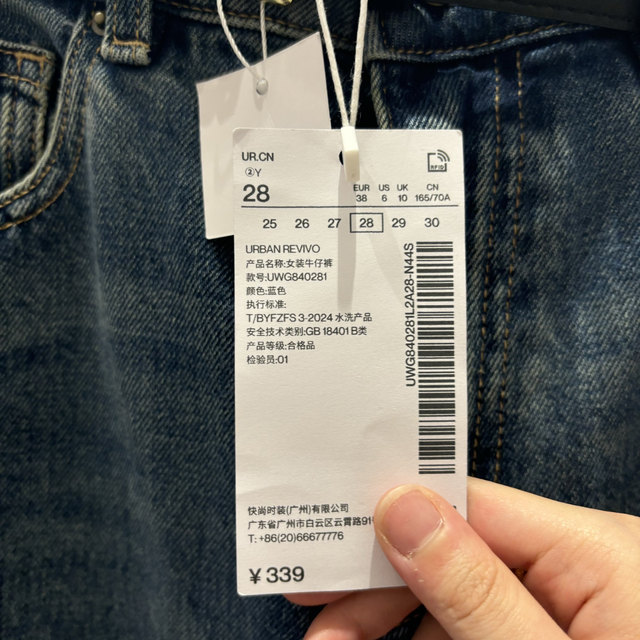 UR.CN
②Y
RFID
28
EUR US UK CN
38 6 10 165/70A
25 26 27 28 29 30
URBAN REVIVO
产品名称:女装牛仔裤
款号:UWG840281
颜色:蓝色
执行标准:
T/BYFZFS 3-2024 水洗产品
安全技术类别:GB 18401 B类
产品等级:合格品
检验员:01
UWG840281L2A28-N44S
快尚时装(广州)有限公司
广东省广州市白云区云霄路91
T: +86(20)66677776
¥ 339